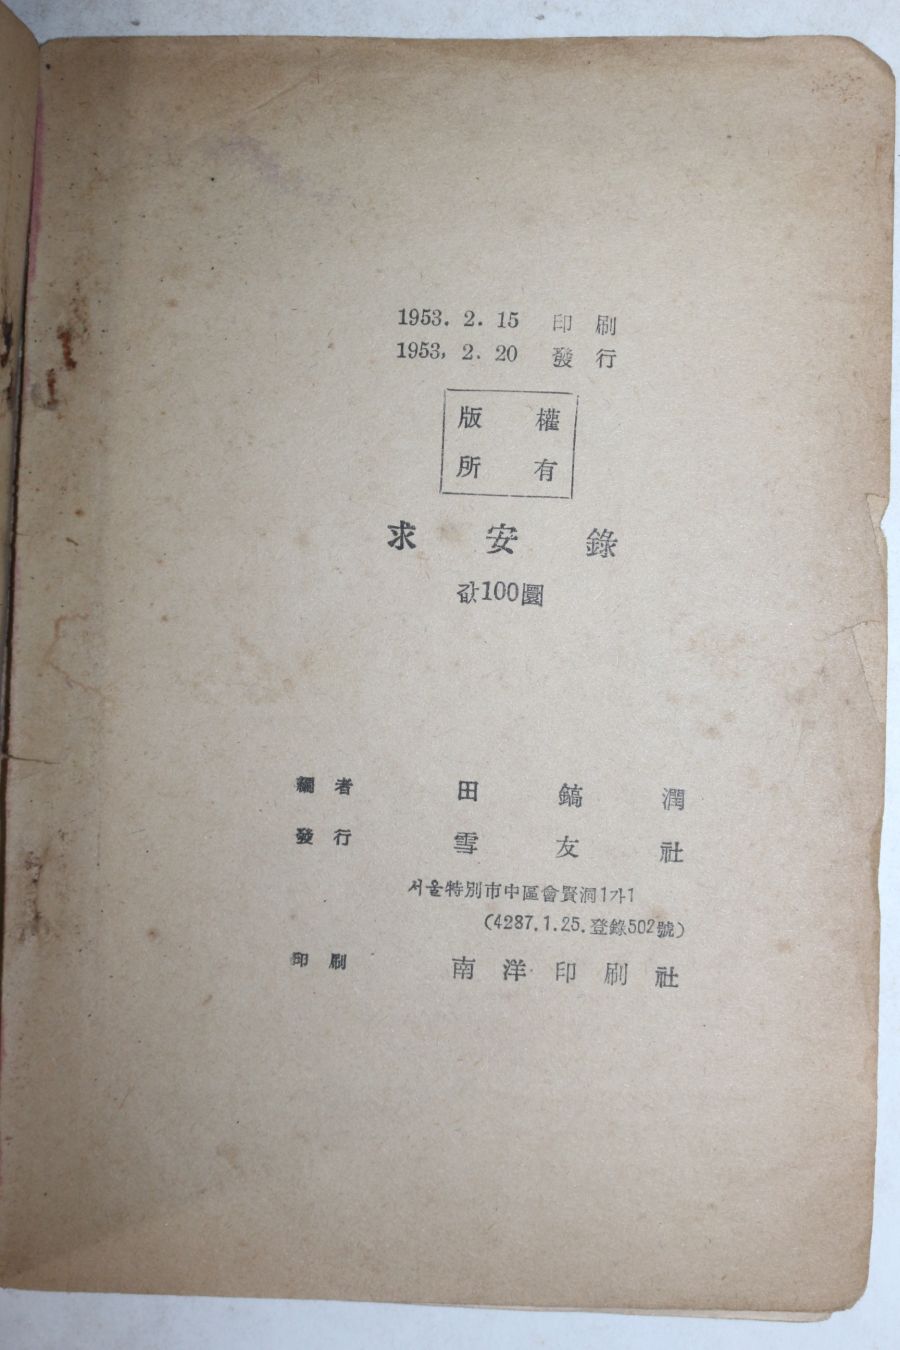 1953. 2. 15 印 刷
1953, 2. 20 發 行
版 權
所 有
求 安 錄
값100圜
編 者 田 鎬 潤
發 行 雪 友 社
서울特別市中區會賢洞1가1
(4287.1.25.登錄502號)
印 刷 南 洋 印 刷 社